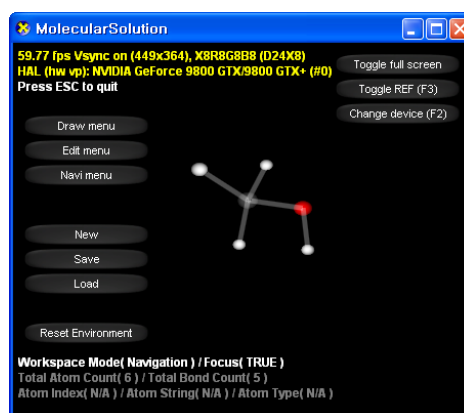 MolecularSolution
59.77 fps Vsync on (449x364), X8R8G8B8 (D24X8)
HAL (hw vp): NVIDIA GeForce 9800 GTX/9800 GTX+ (#0)
Press ESC to quit
Toggle full screen
Toggle REF (F3)
Change device (F2)
Draw menu
Edit menu
Navi menu
New
Save
Load
Reset Environment
Workspace Mode( Navigation ) / Focus( TRUE )
Total Atom Count( 6 ) / Total Bond Count( 5 )
Atom Index( N/A ) / Atom String( N/A ) / Atom Type( N/A )